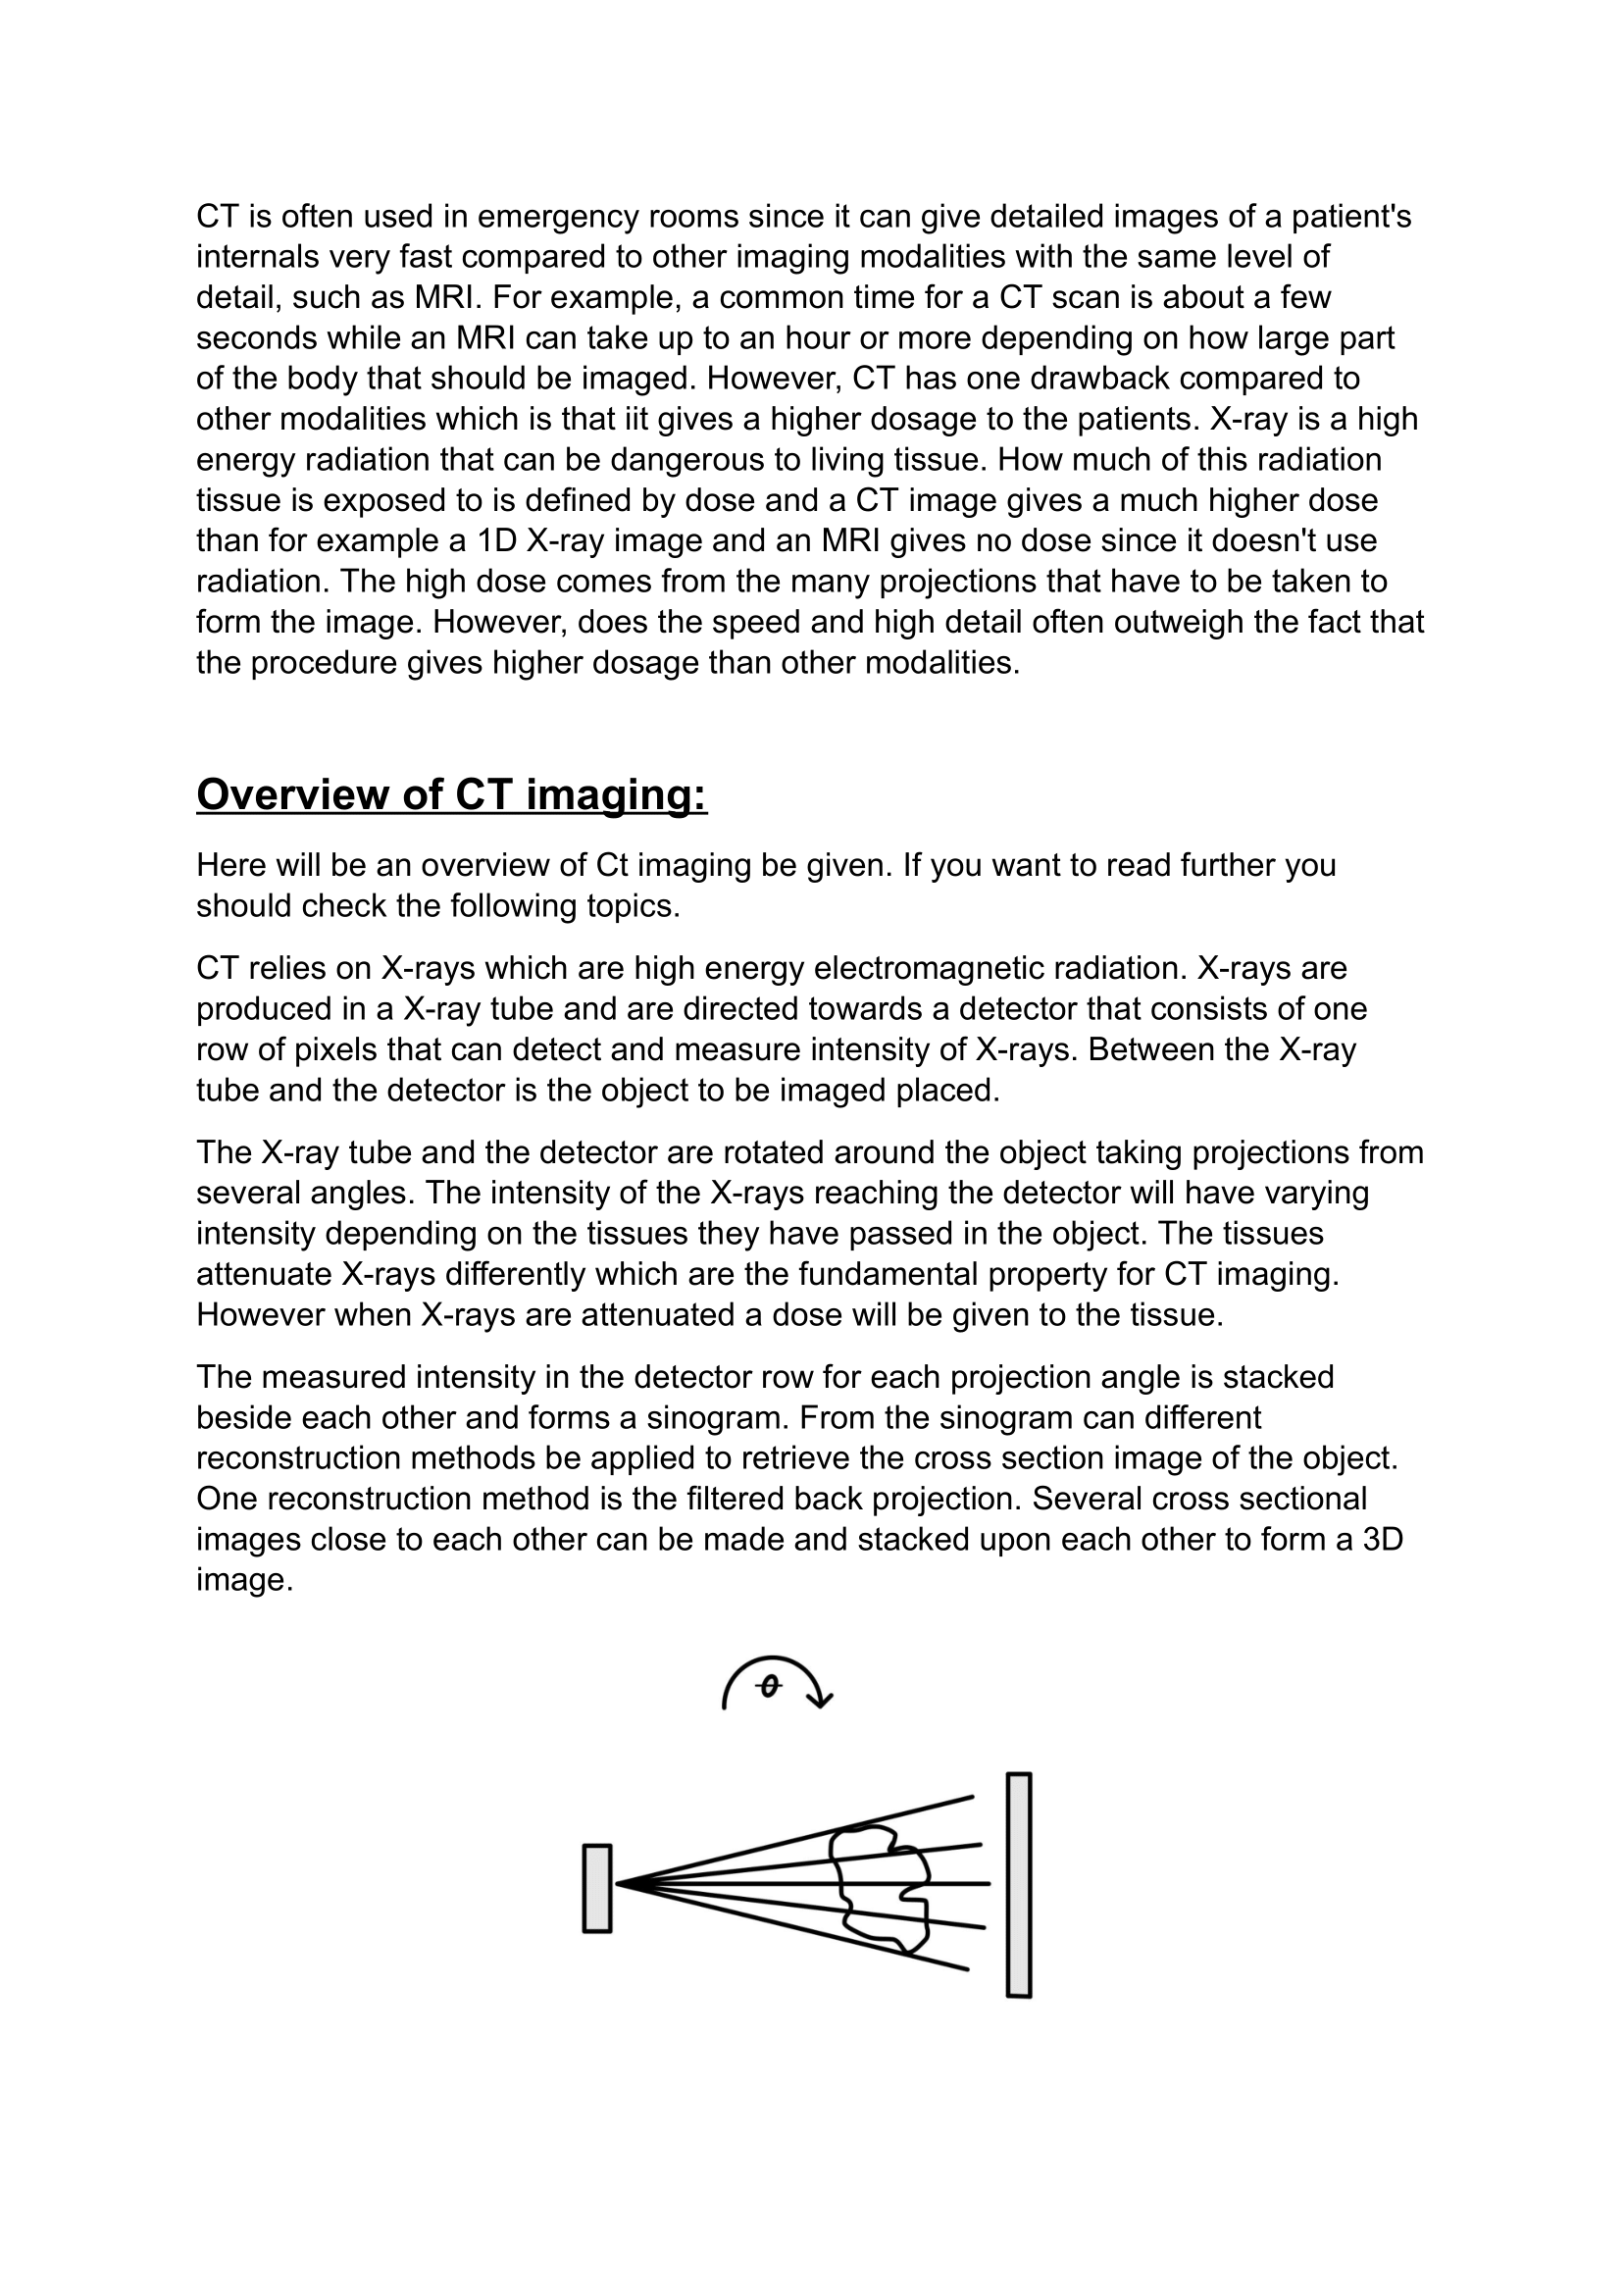 CT is often used in emergency rooms since it can give detailed images of a patient's
internals very fast compared to other imaging modalities with the same level of
detail, such as MRI. For example, a common time for a CT scan is about a few
seconds while an MRI can take up to an hour or more depending on how large part
of the body that should be imaged. However, CT has one drawback compared to
other modalities which is that iit gives a higher dosage to the patients. X-ray is a high
energy radiation that can be dangerous to living tissue. How much of this radiation
tissue is exposed to is defined by dose and a CT image gives a much higher dose
than for example a 1D X-ray image and an MRI gives no dose since it doesn't use
radiation. The high dose comes from the many projections that have to be taken to
form the image. However, does the speed and high detail often outweigh the fact that
the procedure gives higher dosage than other modalities.
Overview of CT imaging:
Here will be an overview of Ct imaging be given. If you want to read further you
should check the following topics.
CT relies on X-rays which are high energy electromagnetic radiation. X-rays are
produced in a X-ray tube and are directed towards a detector that consists of one
row of pixels that can detect and measure intensity of X-rays. Between the X-ray
tube and the detector is the object to be imaged placed.
The X-ray tube and the detector are rotated around the object taking projections from
several angles. The intensity of the X-rays reaching the detector will have varying
intensity depending on the tissues they have passed in the object. The tissues
attenuate X-rays differently which are the fundamental property for CT imaging.
However when X-rays are attenuated a dose will be given to the tissue.
The measured intensity in the detector row for each projection angle is stacked
beside each other and forms a sinogram. From the sinogram can different
reconstruction methods be applied to retrieve the cross section image of the object.
One reconstruction method is the filtered back projection. Several cross sectional
images close to each other can be made and stacked upon each other to form a 3D
image.
θ